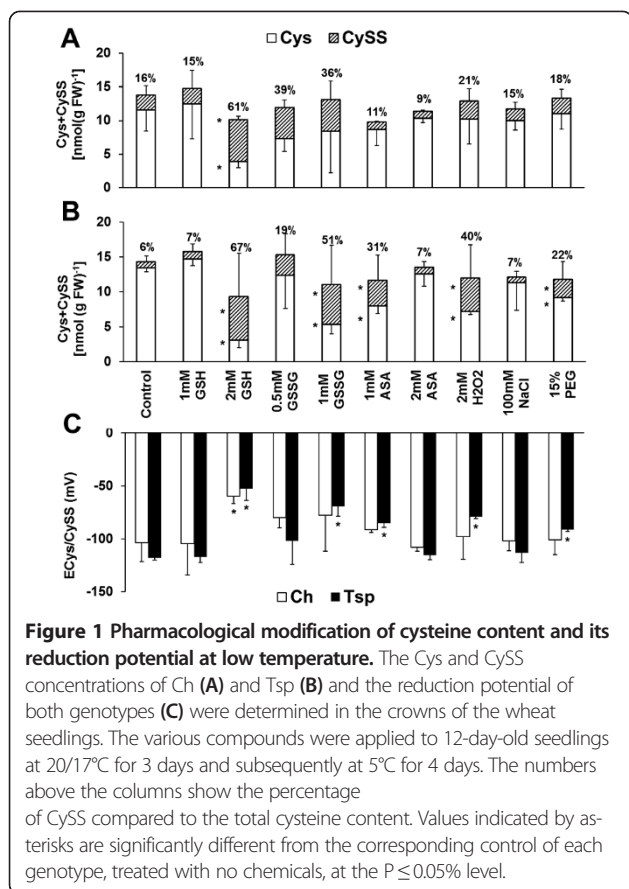 A
Cys CySS
Cys+CySS
[nmol(g FW)-1]
20
15
10
5
0
16%
15%
61%
39%
36%
11%
9%
21%
15%
18%
*
*
B
Cys+CySS
[nmol (g FW)-1]
20
15
10
5
0
6%
7%
67%
19%
51%
31%
7%
40%
7%
22%
* * * * *
* * * * *
Control
1mM GSH
2mM GSH
0.5mM GSSG
1mM GSSG
1mM ASA
2mM ASA
2mM H2O2
100mM NaCl
15% PEG
C
ECys/CySS (mV)
0
-50
-100
-150
* * * * * *
Ch Tsp
Figure 1 Pharmacological modification of cysteine content and its
reduction potential at low temperature. The Cys and CySS
concentrations of Ch (A) and Tsp (B) and the reduction potential of
both genotypes (C) were determined in the crowns of the wheat
seedlings. The various compounds were applied to 12-day-old seedlings
at 20/17°C for 3 days and subsequently at 5°C for 4 days. The numbers
above the columns show the percentage
of CySS compared to the total cysteine content. Values indicated by as-
terisks are significantly different from the corresponding control of each
genotype, treated with no chemicals, at the P ≤ 0.05% level.